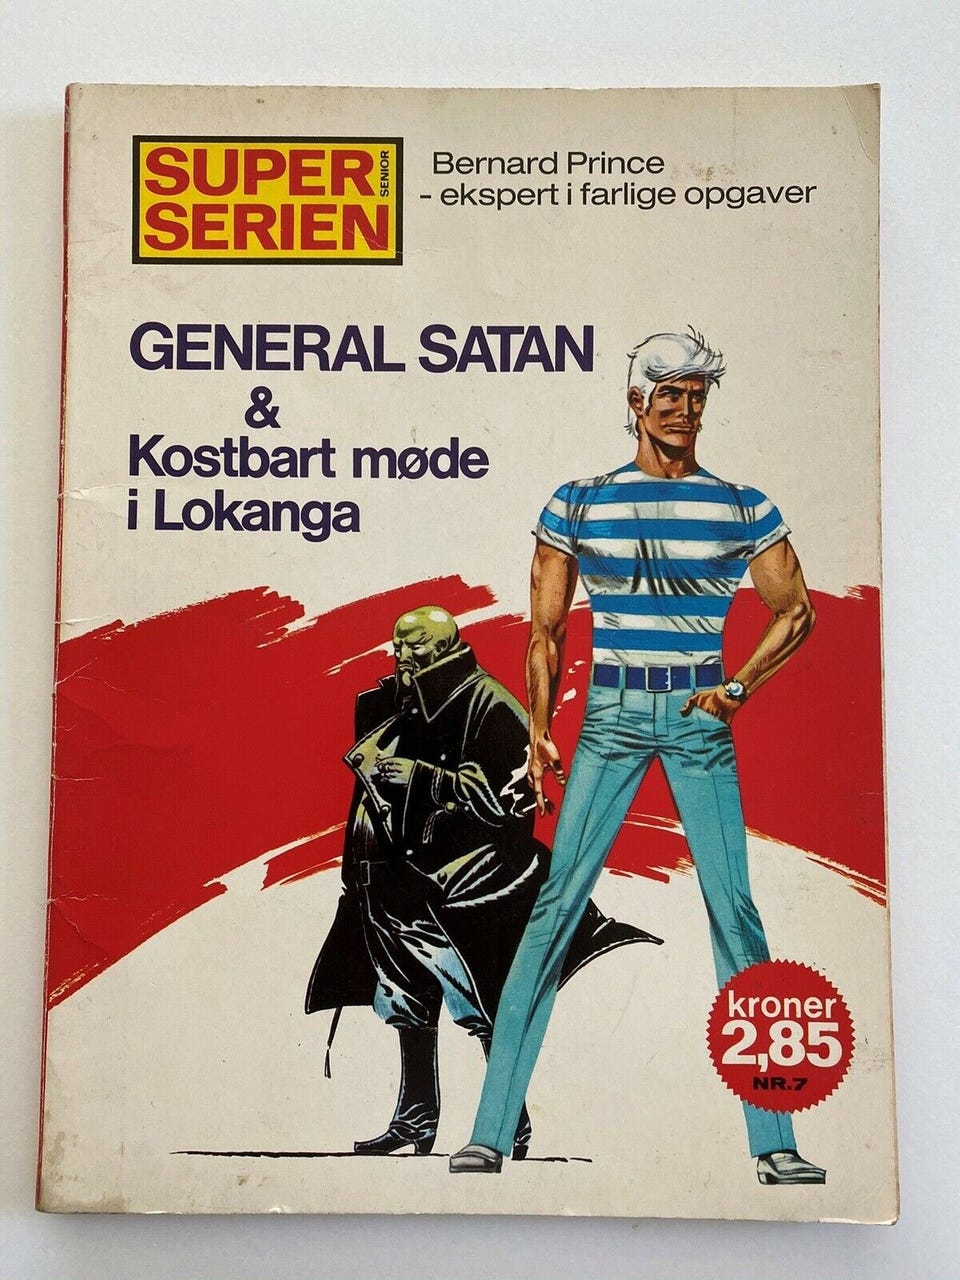 SUPER
SENIOR
SERIEN
Bernard Prince
- ekspert i farlige opgaver
GENERAL SATAN
&
Kostbart møde
i Lokanga
kroner
2,85
NR.7